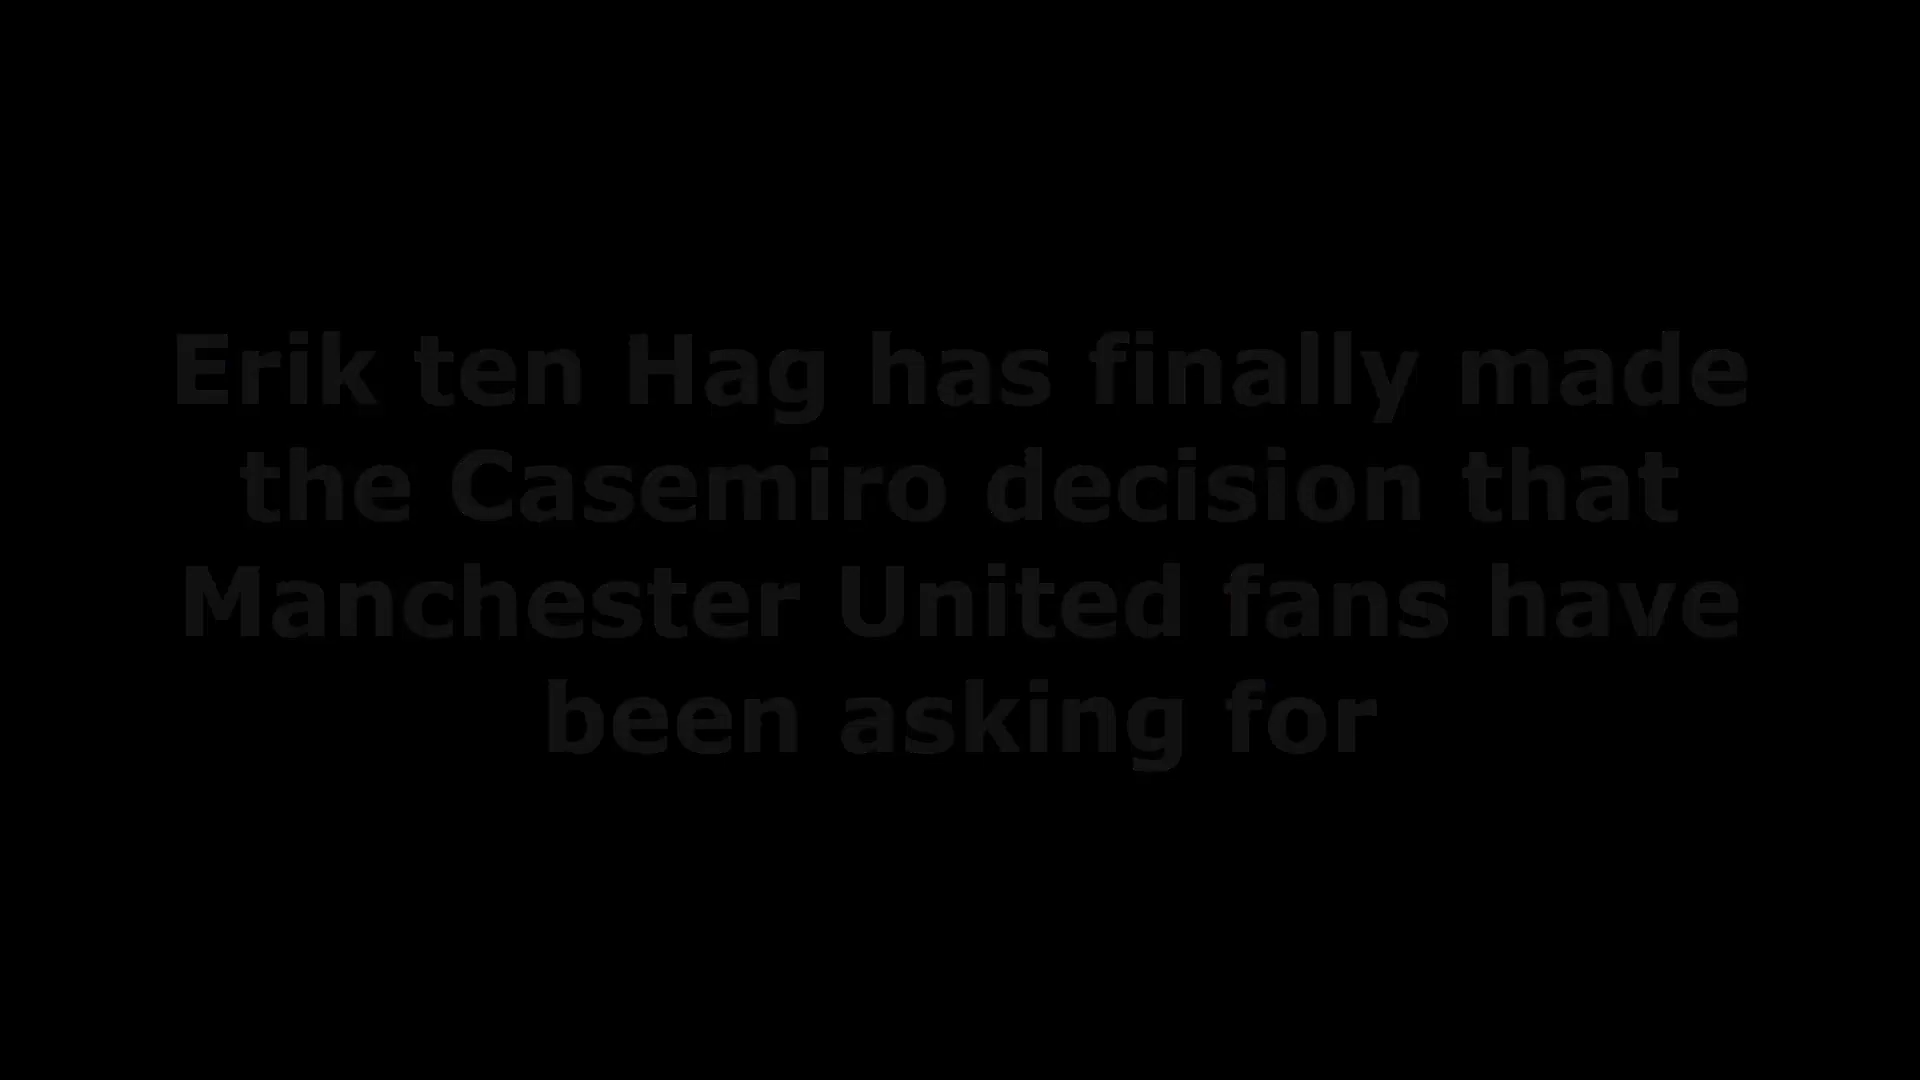 Erik ten Hag has finally made
the Casemiro decision that
Manchester United fans have
been asking for